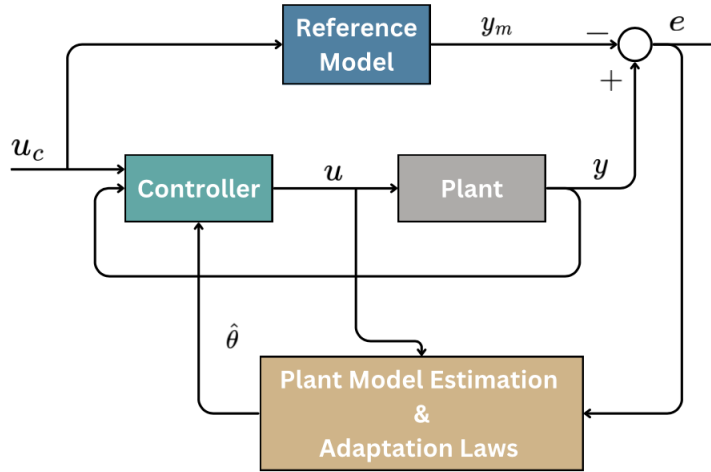 Reference
Model
y_m
−
e
+
u_c
Controller
u
Plant
y
θ̂
Plant Model Estimation
&
Adaptation Laws